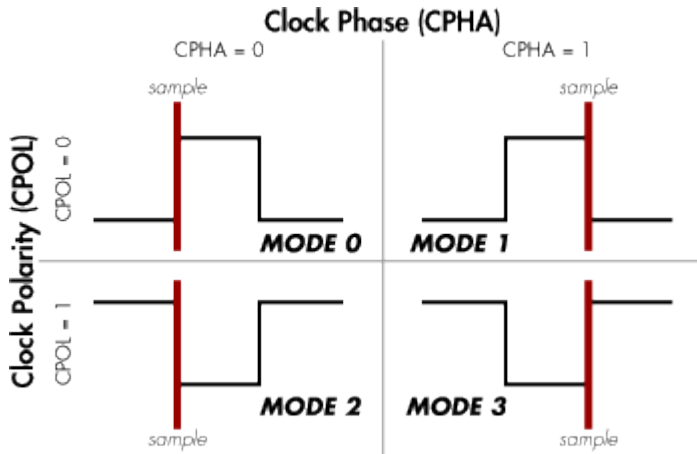 Clock Phase (CPHA)
CPHA = 0
CPHA = 1
sample
sample
Clock Polarity (CPOL)
CPOL = 0
MODE 0
MODE 1
CPOL = 1
MODE 2
MODE 3
sample
sample